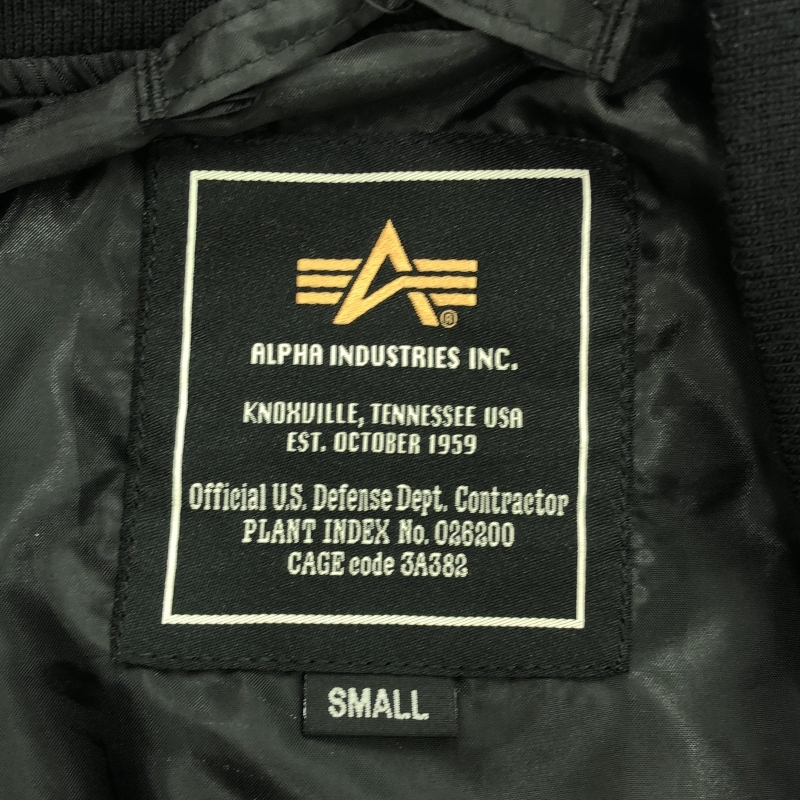 ®
ALPHA INDUSTRIES INC.
KNOXVILLE, TENNESSEE USA
EST. OCTOBER 1959
Official U.S. Defense Dept. Contractor
PLANT INDEX No. 026200
CAGE code 3A382
SMALL